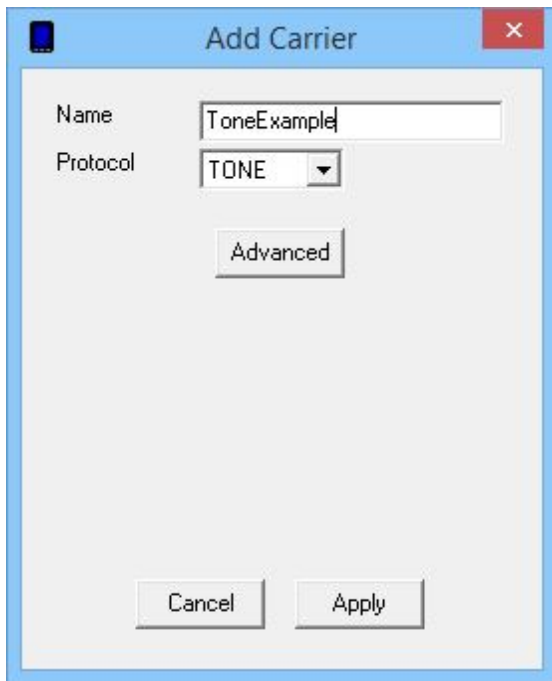 Add Carrier
Name ToneExample
Protocol TONE
Advanced
Cancel Apply